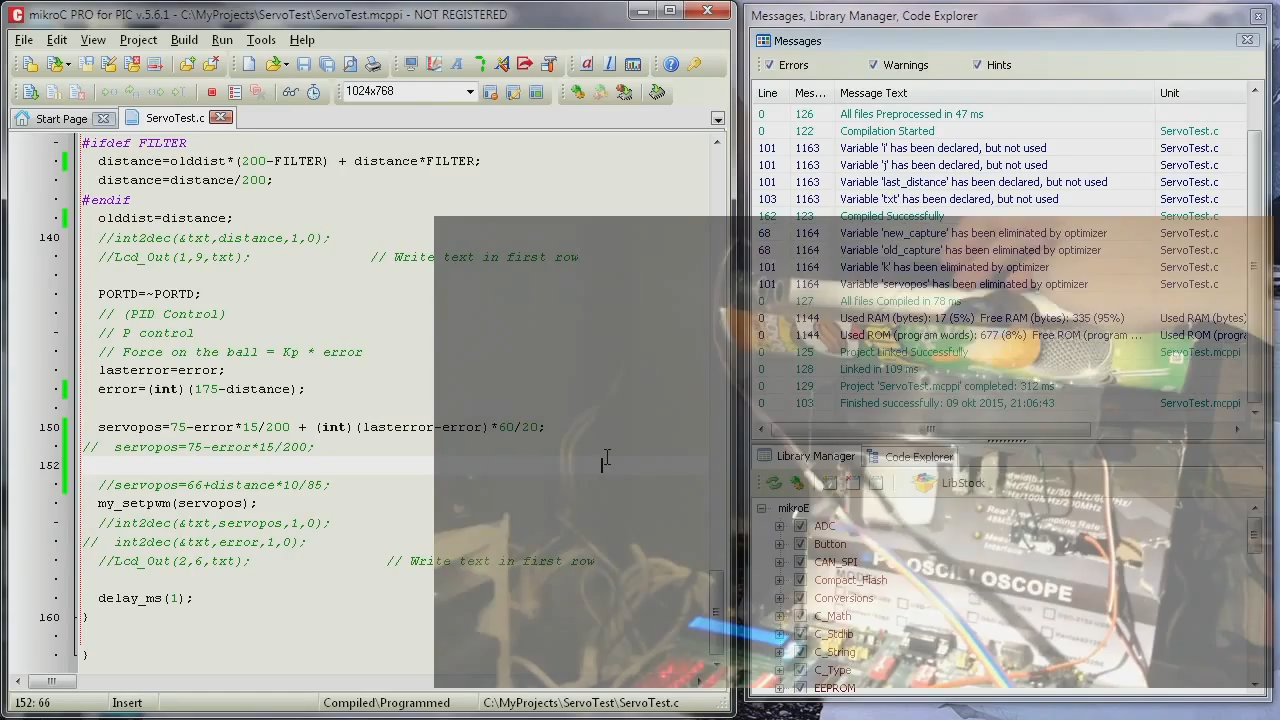 mikroC PRO for PIC v.5.6.1 - C:\MyProjects\ServoTest\ServoTest.mcppi - NOT REGISTERED
File Edit View Project Build Run Tools Help
1024x768
Start Page ServoTest.c
#ifdef FILTER
distance=olddist*(200-FILTER) + distance*FILTER;
distance=distance/200;
#endif
olddist=distance;
140 //int2dec(&txt,distance,1,0);
//Lcd_Out(1,9,txt); // Write text in first row
PORTD=~PORTD;
// (PID Control)
// P control
// Force on the ball = Kp * error
lasterror=error;
error=(int)(175-distance);
150 servopos=75-error*15/200 + (int)(lasterror-error)*60/20;
// servopos=75-error*15/200;
152
//servopos=66+distance*10/85;
my_setpwm(servopos);
//int2dec(&txt,servopos,1,0);
int2dec(&txt,error,1,0);
Lcd_Out(2,6,txt); // Write text in first row
delay_ms(1);
160 }
}
152: 66 Insert Compiled\Programmed C:\MyProjects\ServoTest\ServoTest.c
Messages, Library Manager, Code Explorer
Messages
Errors Warnings Hints
Line Mes... Message Text Unit
0 126 All files Preprocessed in 47 ms
0 122 Compilation Started ServoTest.c
101 1163 Variable 'i' has been declared, but not used ServoTest.c
101 1163 Variable 'j' has been declared, but not used ServoTest.c
101 1163 Variable 'last_distance' has been declared, but not used ServoTest.c
103 1163 Variable 'txt' has been declared, but not used ServoTest.c
162 123 Compiled Successfully ServoTest.c
68 1164 Variable 'new_capture' has been eliminated by optimizer ServoTest.c
68 1164 Variable 'old_capture' has been eliminated by optimizer ServoTest.c
101 1164 Variable 'k' has been eliminated by optimizer ServoTest.c
101 1164 Variable 'servopos' has been eliminated by optimizer ServoTest.c
0 127 All files Compiled in 78 ms
0 1144 Used RAM (bytes): 17 (5%) Free RAM (bytes): 335 (95%) Used RAM (bytes)
0 1144 Used ROM (program words): 677 (8%) Free ROM (program ... Used ROM (progra
0 125 Project Linked Successfully ServoTest.mcppi
0 128 Linked in 109 ms
0 129 Project 'ServoTest.mcppi' completed: 312 ms
0 103 Finished successfully: 09 okt 2015, 21:06:43 ServoTest.mcppi
Library Manager Code Explorer
LibStock
mikroE
ADC
Button
CAN_SPI
Compact_Flash
Conversions
C_Math
C_Stdlib
C_String
C_Type
EEPROM
OSCILLOSCOPE